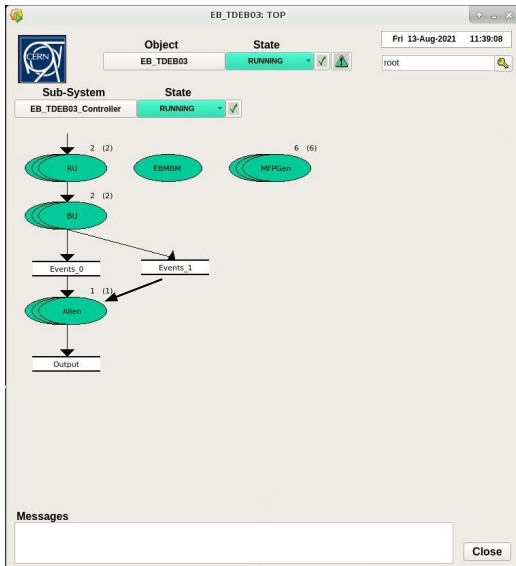 EB_TDEB03: TOP
CERN
Object State
EB_TDEB03 RUNNING
Fri 13-Aug-2021 11:39:08
root
Sub-System State
EB_TDEB03_Controller RUNNING
2 (2)
RU
EBMBM
6 (6)
MFPGen
2 (2)
BU
Events_0
Events_1
1 (1)
Allen
Output
Messages
Close